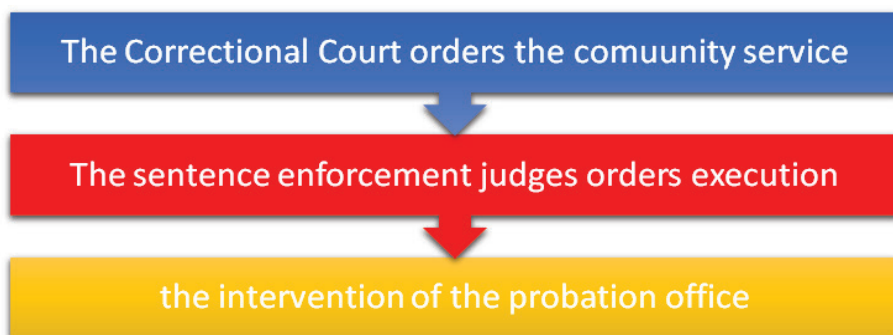 The Correctional Court orders the comuunity service
The sentence enforcement judges orders execution
the intervention of the probation office